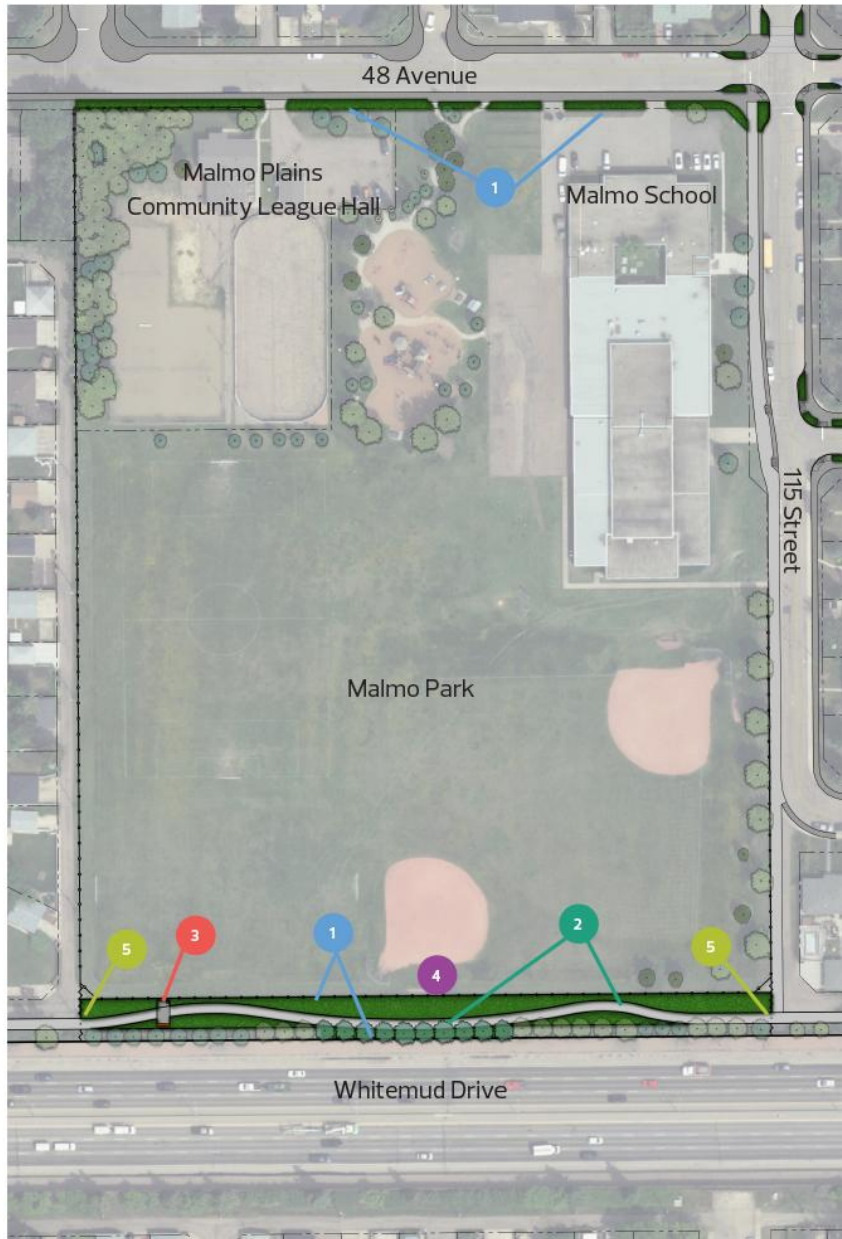 48 Avenue
Malmo Plains
Community League Hall
1
Malmo School
115 Street
Malmo Park
5
3
1
4
2
5
Whitemud Drive